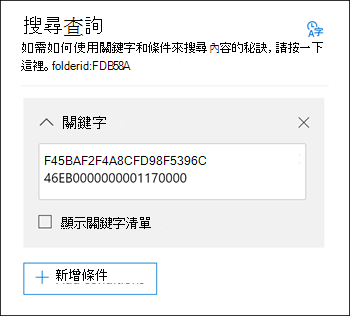 搜尋查詢
如需如何使用關鍵字和條件來搜尋內容的秘訣，請按一下
這裡。folderid:FDB58A
關鍵字
F45BAF2F4A8CFD98F5396C
46EB0000000001170000
顯示關鍵字清單
新增條件